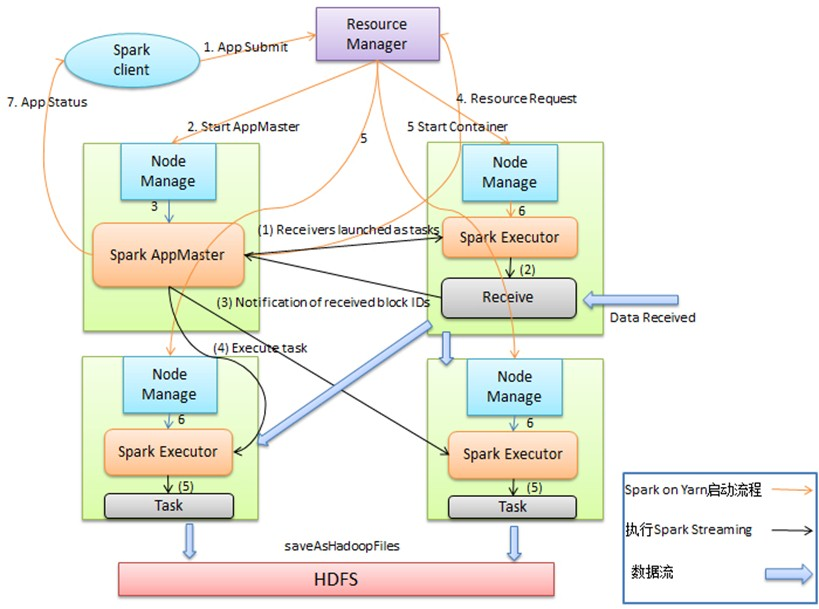 Resource
Manager
Spark
client
1. App Submit
7. App Status
4. Resource Request
2. Start AppMaster
5
5 Start Container
Node
Manage
Node
Manage
3
6
(1) Receivers launched as tasks
Spark AppMaster
Spark Executor
(2)
Receive
(3) Notification of received block IDs
Data Received
(4) Execute task
Node
Manage
Node
Manage
6
6
Spark Executor
Spark Executor
(5)
(5)
Task
Task
saveAsHadoopFiles
HDFS
Spark on Yarn启动流程
执行Spark Streaming
数据流